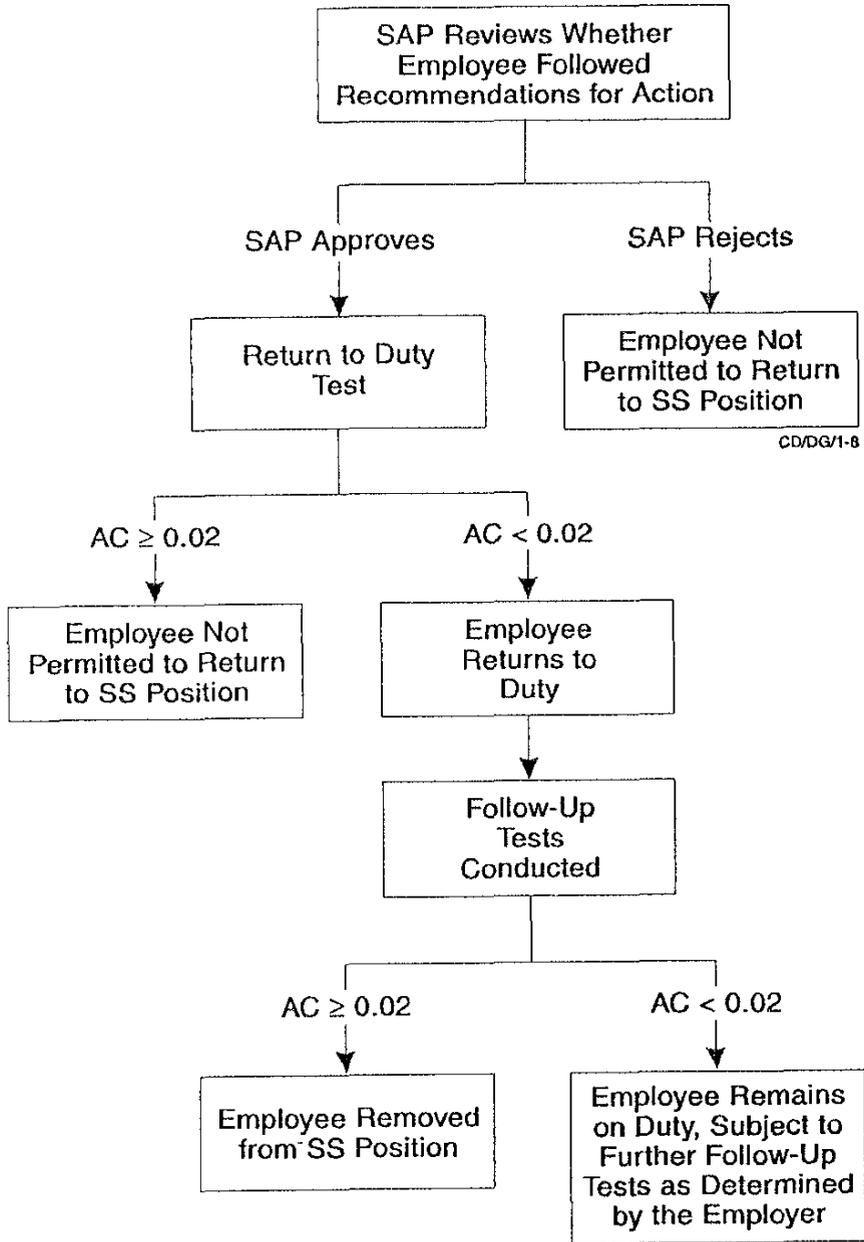 SAP Reviews Whether
Employee Followed
Recommendations for Action
SAP Approves
SAP Rejects
Return to Duty
Test
Employee Not
Permitted to Return
to SS Position
CD/DG/1-8
AC ≥ 0.02
AC < 0.02
Employee Not
Permitted to Return
to SS Position
Employee
Returns to
Duty
Follow-Up
Tests
Conducted
AC ≥ 0.02
AC < 0.02
Employee Removed
from SS Position
Employee Remains
on Duty, Subject to
Further Follow-Up
Tests as Determined
by the Employer